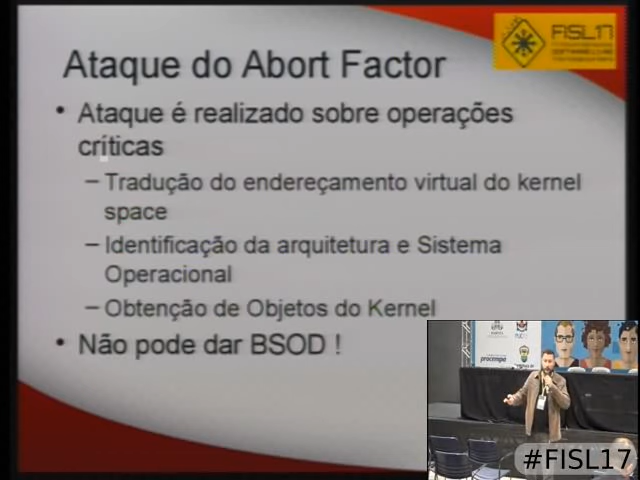 Ataque do Abort Factor
FISL17
• Ataque é realizado sobre operações
críticas
– Tradução do endereçamento virtual do kernel
space
– Identificação da arquitetura e Sistema
Operacional
– Obtenção de Objetos do Kernel
• Não pode dar BSOD !
procempa
#FISL17